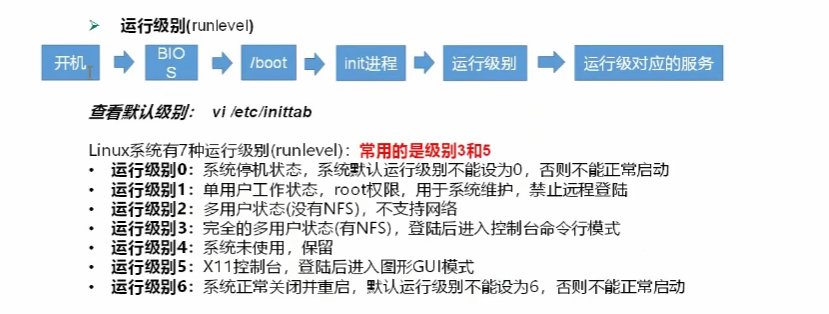 ➢ 运行级别(runlevel)
开机
BIO
S
/boot
init进程
运行级别
运行级对应的服务
查看默认级别： vi /etc/inittab
Linux系统有7种运行级别(runlevel)：常用的是级别3和5
• 运行级别0：系统停机状态，系统默认运行级别不能设为0，否则不能正常启动
• 运行级别1：单用户工作状态，root权限，用于系统维护，禁止远程登陆
• 运行级别2：多用户状态(没有NFS)，不支持网络
• 运行级别3：完全的多用户状态(有NFS)，登陆后进入控制台命令行模式
• 运行级别4：系统未使用，保留
• 运行级别5：X11控制台，登陆后进入图形GUI模式
• 运行级别6：系统正常关闭并重启，默认运行级别不能设为6，否则不能正常启动